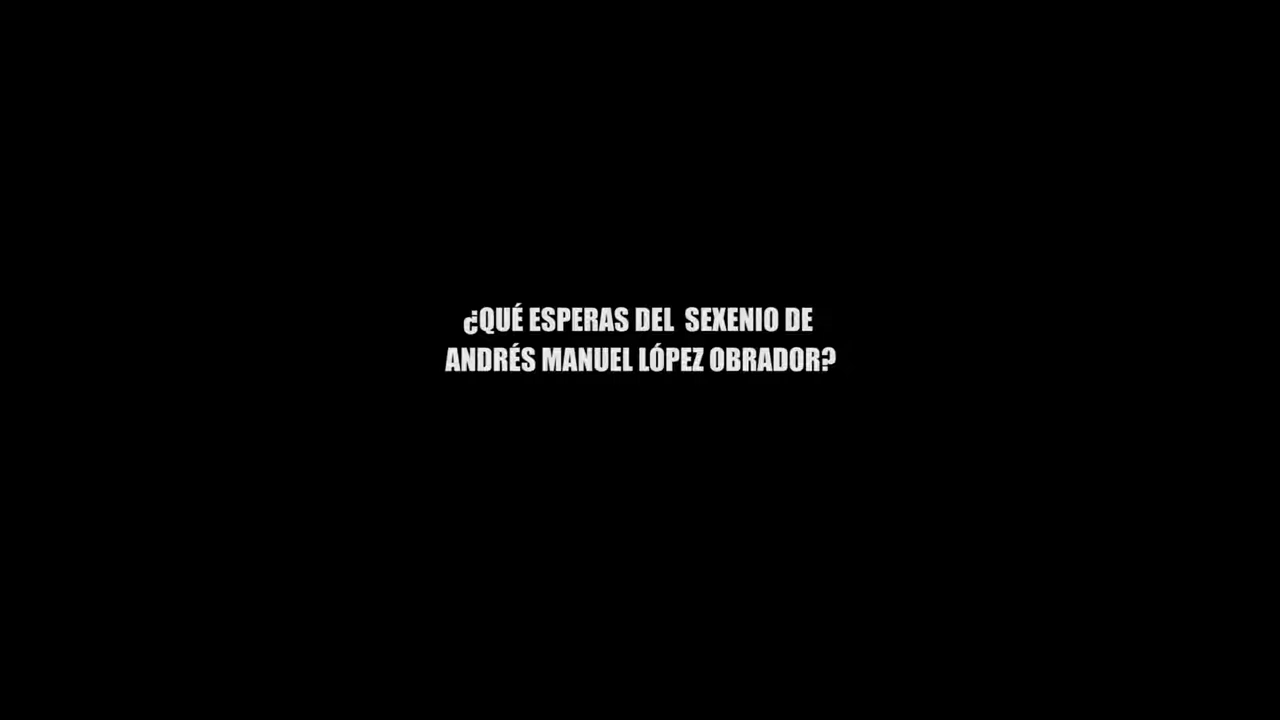 ¿QUÉ ESPERAS DEL  SEXENIO DE
ANDRÉS MANUEL LÓPEZ OBRADOR?